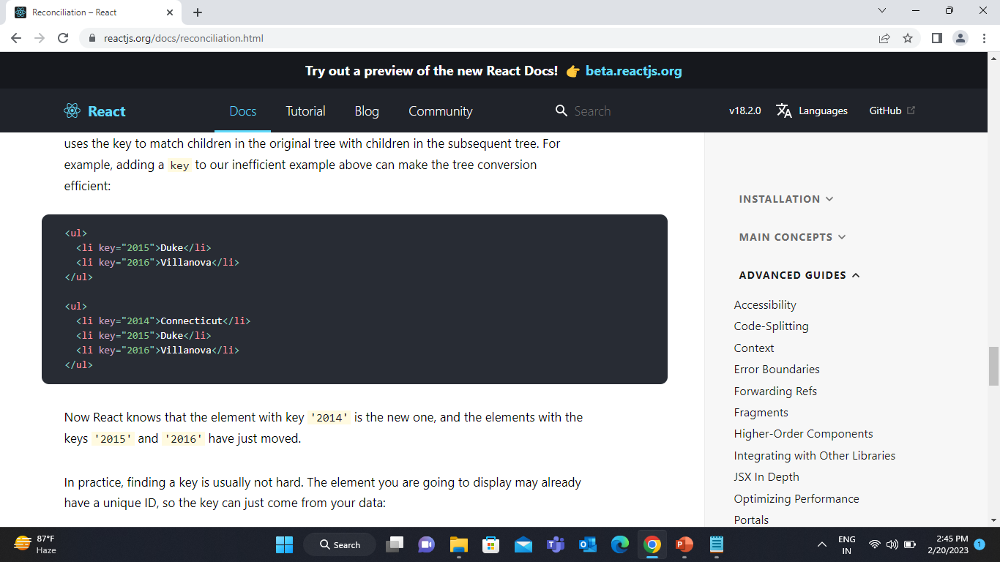 Reconciliation – React
reactjs.org/docs/reconciliation.html
Try out a preview of the new React Docs! 👉 beta.reactjs.org
React Docs Tutorial Blog Community Search v18.2.0 Languages GitHub
uses the key to match children in the original tree with children in the subsequent tree. For
example, adding a key to our inefficient example above can make the tree conversion
efficient:
<ul>
  <li key="2015">Duke</li>
  <li key="2016">Villanova</li>
</ul>

<ul>
  <li key="2014">Connecticut</li>
  <li key="2015">Duke</li>
  <li key="2016">Villanova</li>
</ul>
Now React knows that the element with key '2014' is the new one, and the elements with the
keys '2015' and '2016' have just moved.
In practice, finding a key is usually not hard. The element you are going to display may already
have a unique ID, so the key can just come from your data:
INSTALLATION
MAIN CONCEPTS
ADVANCED GUIDES
Accessibility
Code-Splitting
Context
Error Boundaries
Forwarding Refs
Fragments
Higher-Order Components
Integrating with Other Libraries
JSX In Depth
Optimizing Performance
Portals
87°F
Haze
Search
ENG
IN
2:45 PM
2/20/2023
1